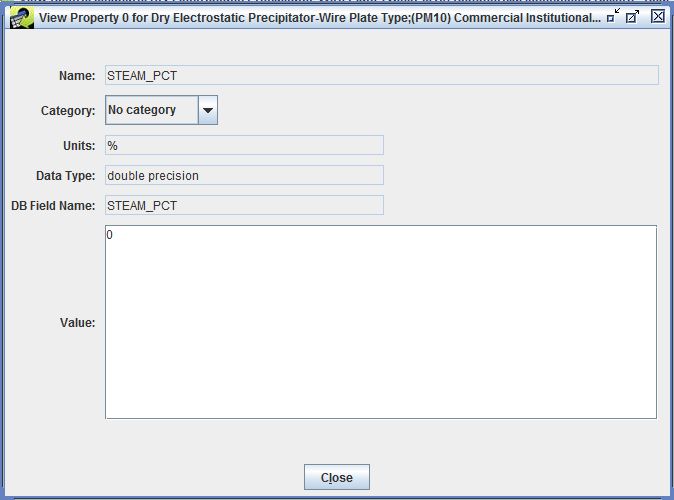 View Property 0 for Dry Electrostatic Precipitator-Wire Plate Type;(PM10) Commercial Institutional...
Name: STEAM_PCT
Category: No category
Units: %
Data Type: double precision
DB Field Name: STEAM_PCT
Value: 0
Close